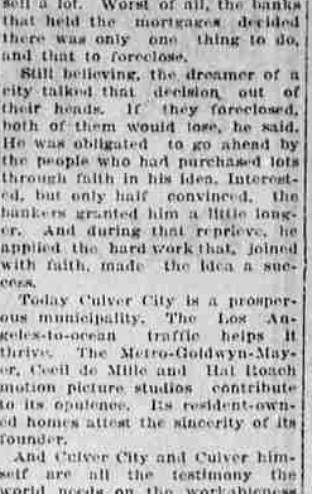 sell a lot. Worst of all, the banks
that held the mortgages decided
there was only one thing to do,
and that to foreclose.
Still believing, the dreamer of a
city talked that decision out of
their heads. If they foreclosed,
both of them would lose, he said.
He was obligated to go ahead by
the people who had purchased lots
through faith in his idea. Interest-
ed, but only half convinced, the
bankers granted him a little long-
er. And during that reprieve, he
applied the hard work that, joined
with faith, made the idea a suc-
cess.
Today Culver City is a prosper-
ous municipality. The Los An-
geles-to-ocean traffic helps it
thrive. The Metro-Goldwyn-May-
er, Cecil de Mille and Hal Roach
motion picture studios contribute
to its opulence. Its resident-own-
ed homes attest the sincerity of its
founder.
And Culver City and Culver him-
self are all the testimony the
world needs on the workableness